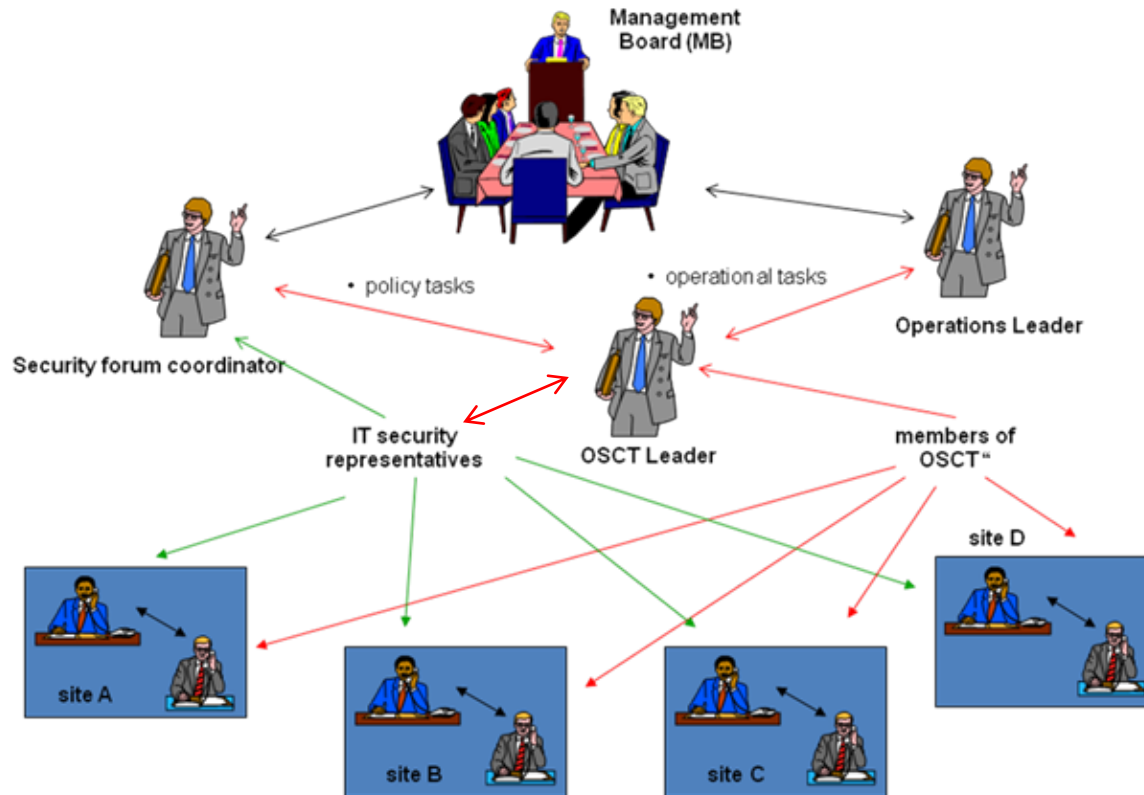 Management
Board (MB)
• policy tasks
• operational tasks
Operations Leader
Security forum coordinator
IT security
representatives
OSCT Leader
members of
OSCT “
site D
site A
site B
site C